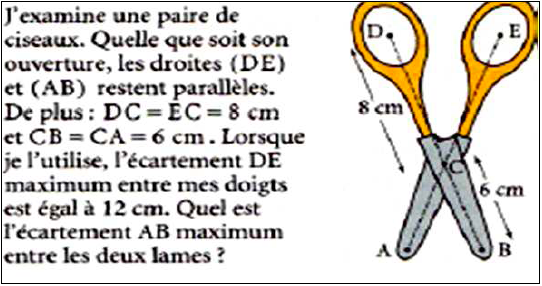 J'examine une paire de
ciseaux. Quelle que soit son
ouverture, les droites (DE)
et (AB) restent parallèles.
De plus : DC = EC = 8 cm
et CB = CA = 6 cm. Lorsque
je l'utilise, l'écartement DE
maximum entre mes doigts
est égal à 12 cm. Quel est
l'écartement AB maximum
entre les deux lames ?
D
E
8 cm
C
6 cm
A
B